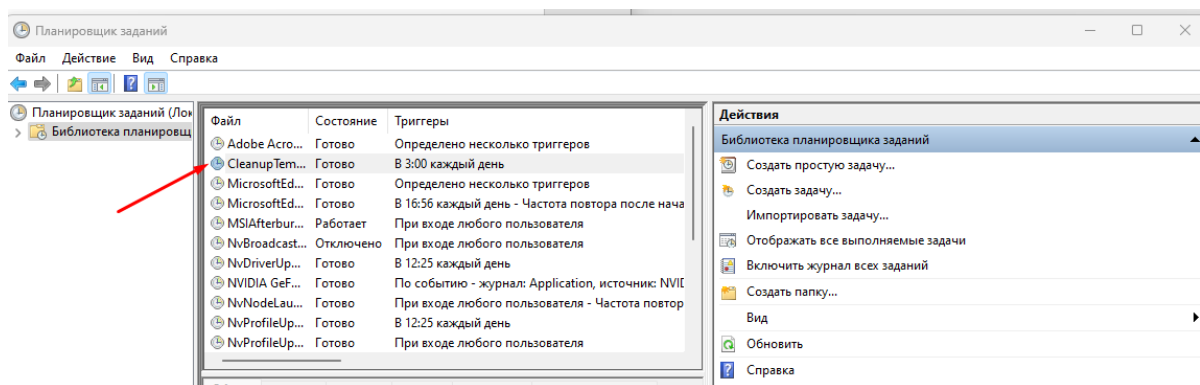 Планировщик заданий
Файл Действие Вид Справка
Планировщик заданий (Лок
Библиотека планировщ
Файл Состояние Триггеры
Adobe Acro... Готово Определено несколько триггеров
CleanupTem... Готово В 3:00 каждый день
MicrosoftEd... Готово Определено несколько триггеров
MicrosoftEd... Готово В 16:56 каждый день - Частота повтора после нача
MSIAfterbur... Работает При входе любого пользователя
NvBroadcast... Отключено При входе любого пользователя
NvDriverUp... Готово В 12:25 каждый день
NVIDIA GeF... Готово По событию - журнал: Application, источник: NVID
NvNodeLau... Готово При входе любого пользователя - Частота повтор
NvProfileUp... Готово В 12:25 каждый день
NvProfileUp... Готово При входе любого пользователя
Действия
Библиотека планировщика заданий
Создать простую задачу...
Создать задачу...
Импортировать задачу...
Отображать все выполняемые задачи
Включить журнал всех заданий
Создать папку...
Вид
Обновить
Справка